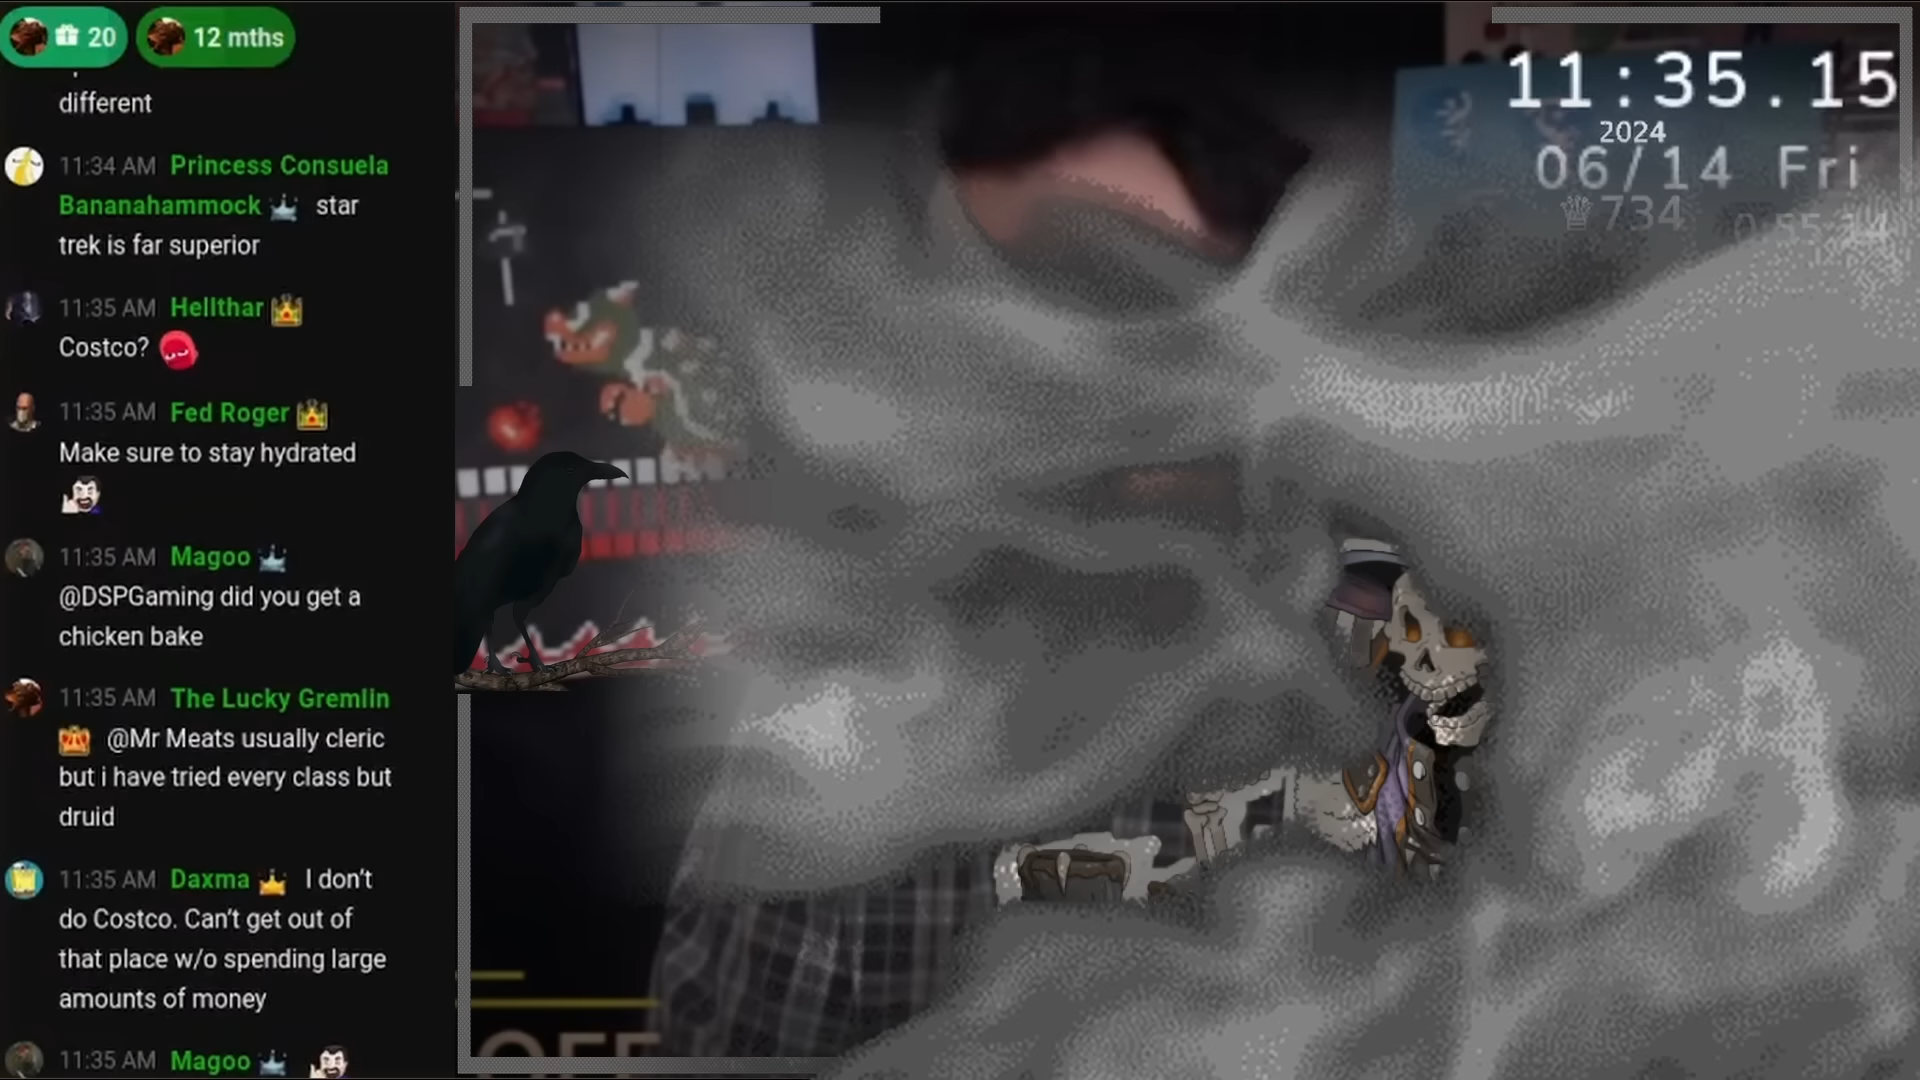 20
12 mths
different
11:34 AM Princess Consuela
Bananahammock star
trek is far superior
11:35 AM Hellthar
Costco?
11:35 AM Fed Roger
Make sure to stay hydrated
11:35 AM Magoo
@DSPGaming did you get a
chicken bake
11:35 AM The Lucky Gremlin
@Mr Meats usually cleric
but i have tried every class but
druid
11:35 AM Daxma I don't
do Costco. Can't get out of
that place w/o spending large
amounts of money
11:35 AM Magoo
11:35.15
2024
06/14 Fri
734
0:55:14